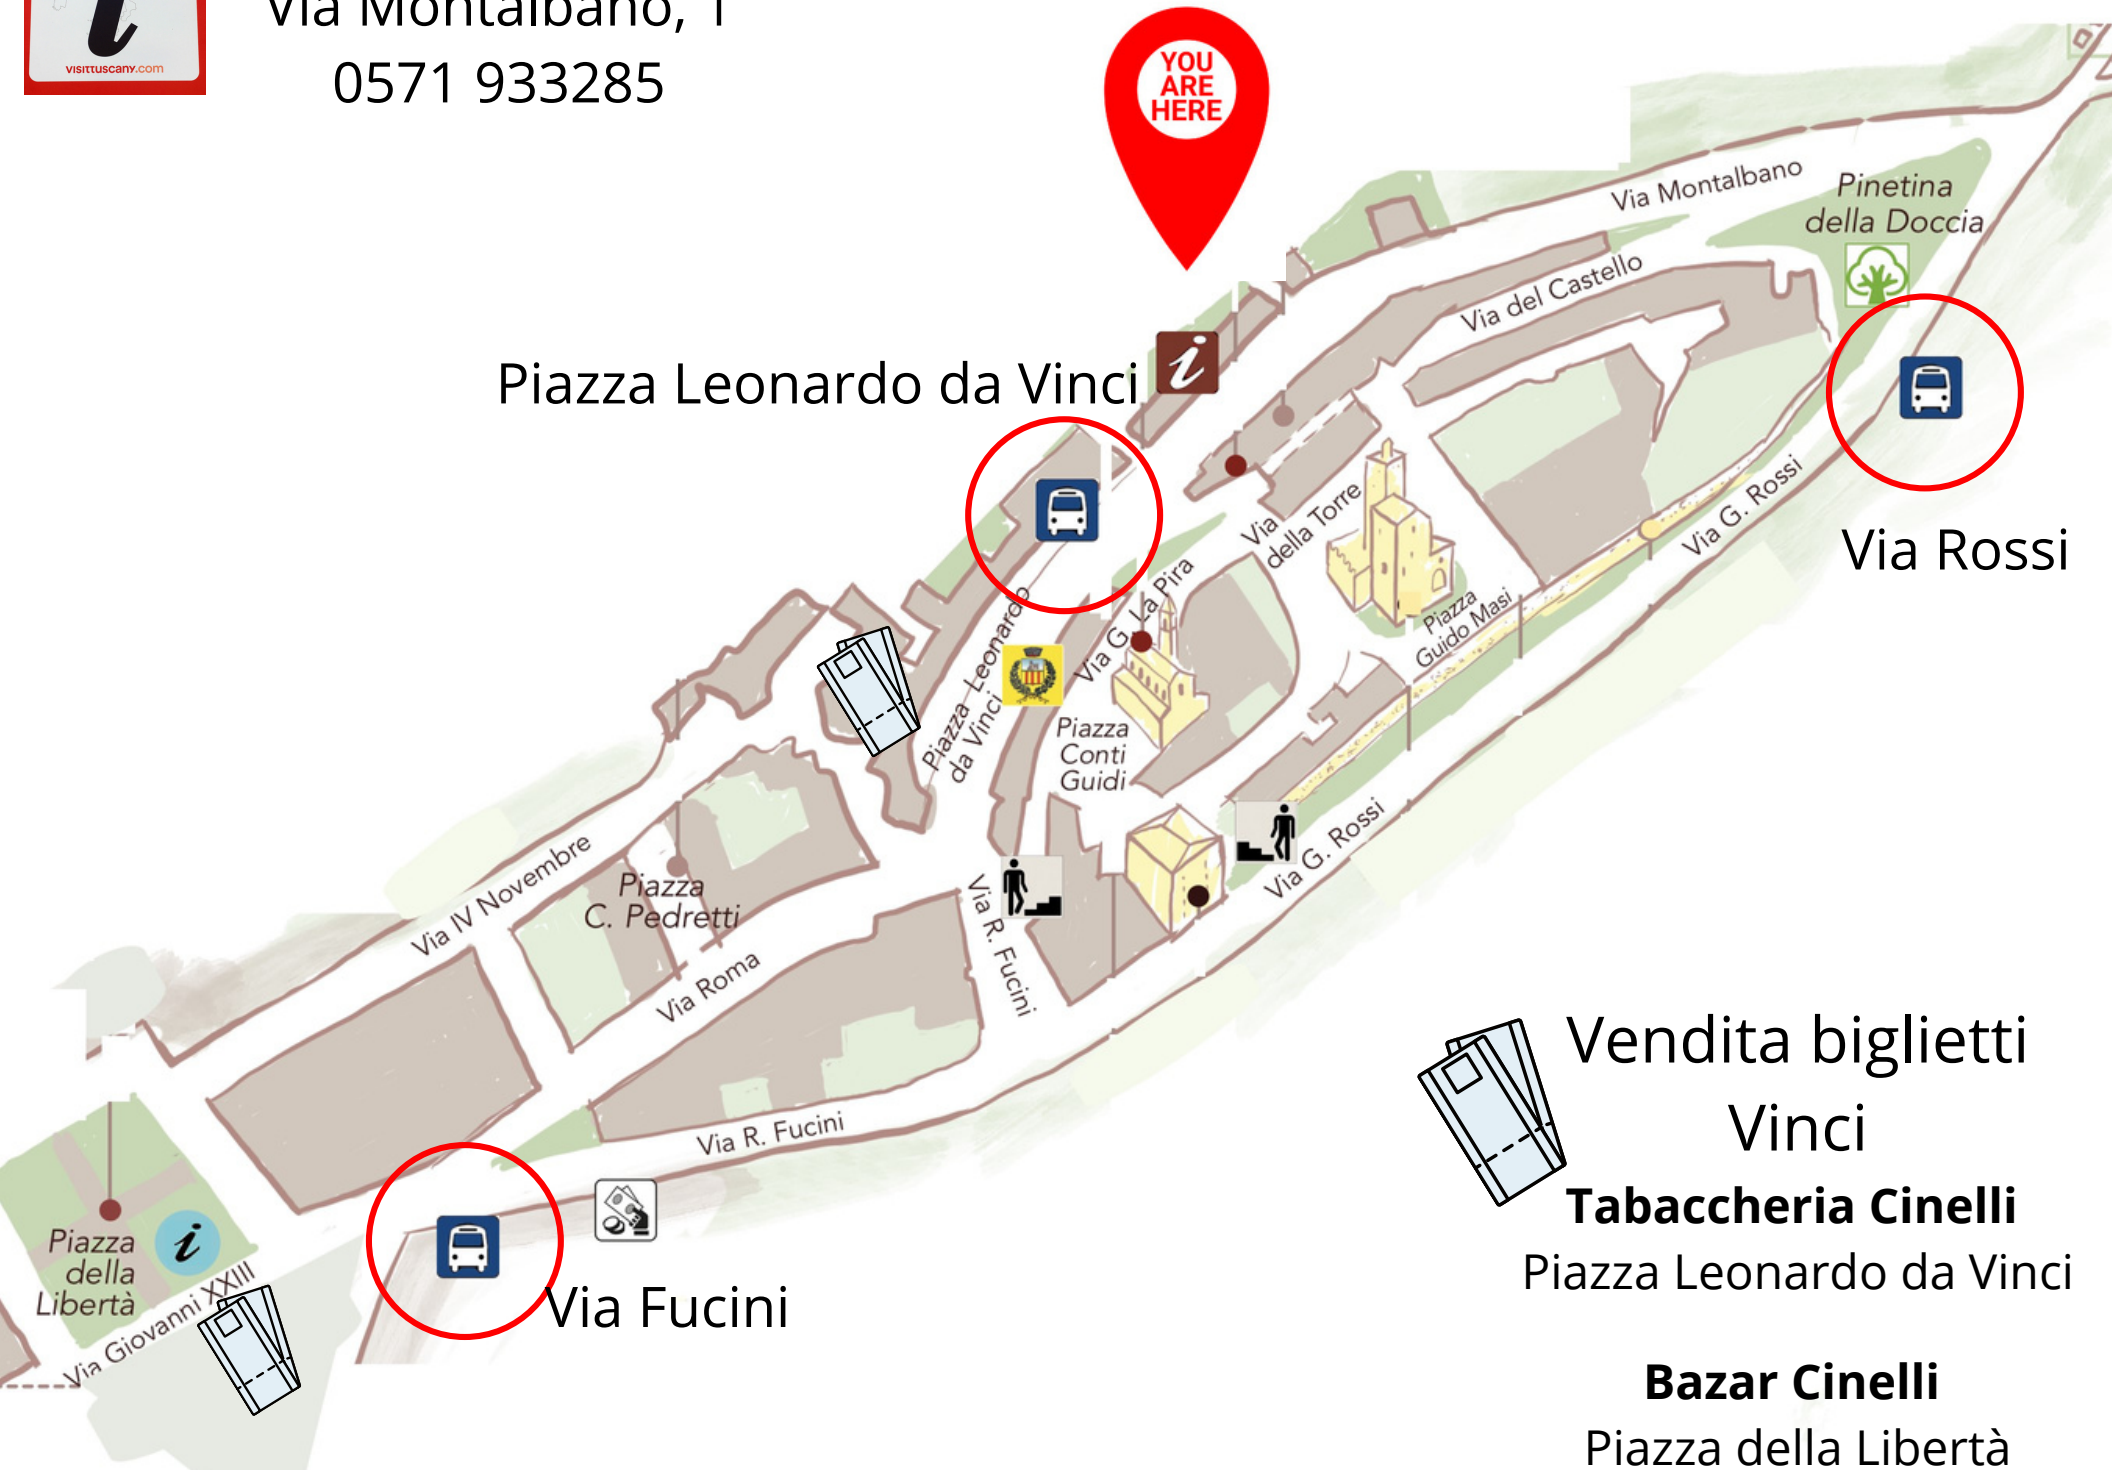 visittuscany.com
Via Montalbano, 1
0571 933285
YOU
ARE
HERE
Via Montalbano
Pinetina
della Doccia
Via del Castello
Piazza Leonardo da Vinci
Via
della Torre
Via G. Rossi
Via Rossi
Via G. La Pira
Piazza
Guido Masi
Piazza Leonardo
da Vinci
Piazza
Conti
Guidi
Via G. Rossi
Via IV Novembre
Piazza
C. Pedretti
Via R. Fucini
Via Roma
Via R. Fucini
Piazza
della
Libertà
Via Giovanni XXIII
Via Fucini
Vendita biglietti
Vinci
Tabaccheria Cinelli
Piazza Leonardo da Vinci
Bazar Cinelli
Piazza della Libertà